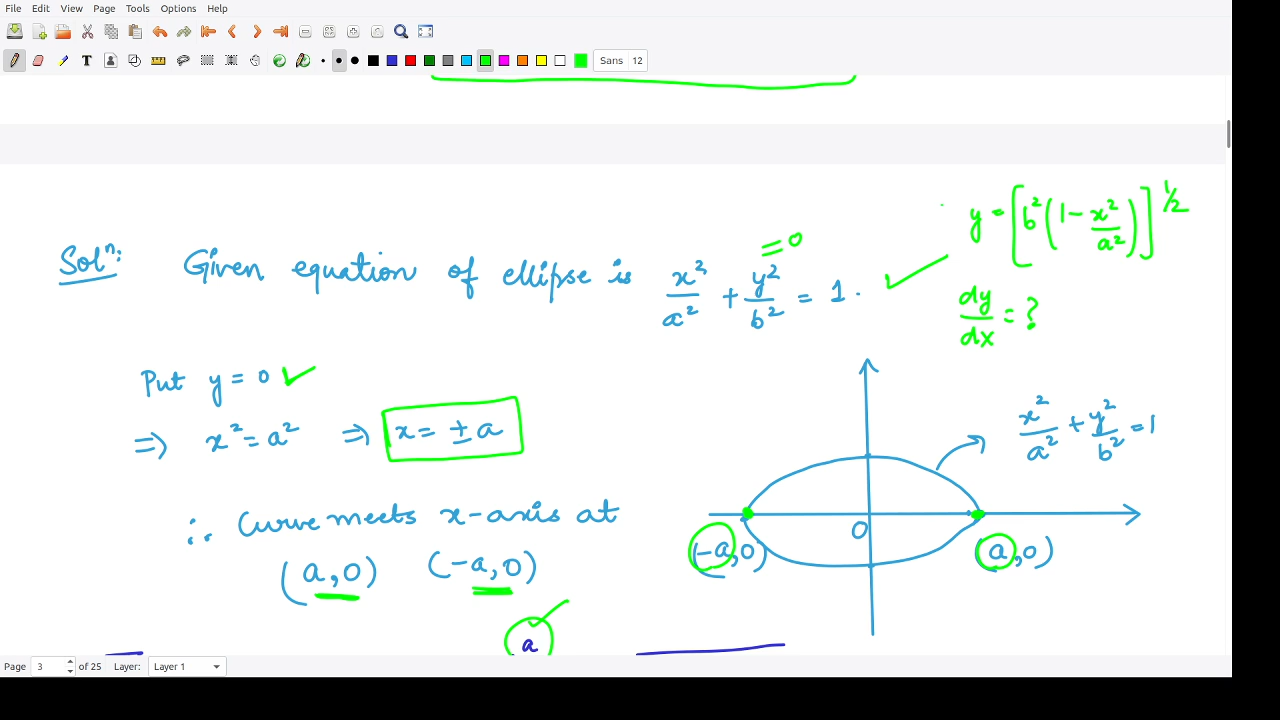 File Edit View Page Tools Options Help
Sans 12
y = [b²(1 - x²/a²)]^½
= 0
Solⁿ: Given equation of ellipse is x²/a² + y²/b² = 1.
dy/dx = ?
Put y = 0
⇒ x² = a² ⇒ x = ± a
x²/a² + y²/b² = 1
∴ Curve meets x-axis at
(a, 0) (-a, 0)
0
(-a, 0) (a, 0)
a
Page 3 of 25 Layer: Layer 1